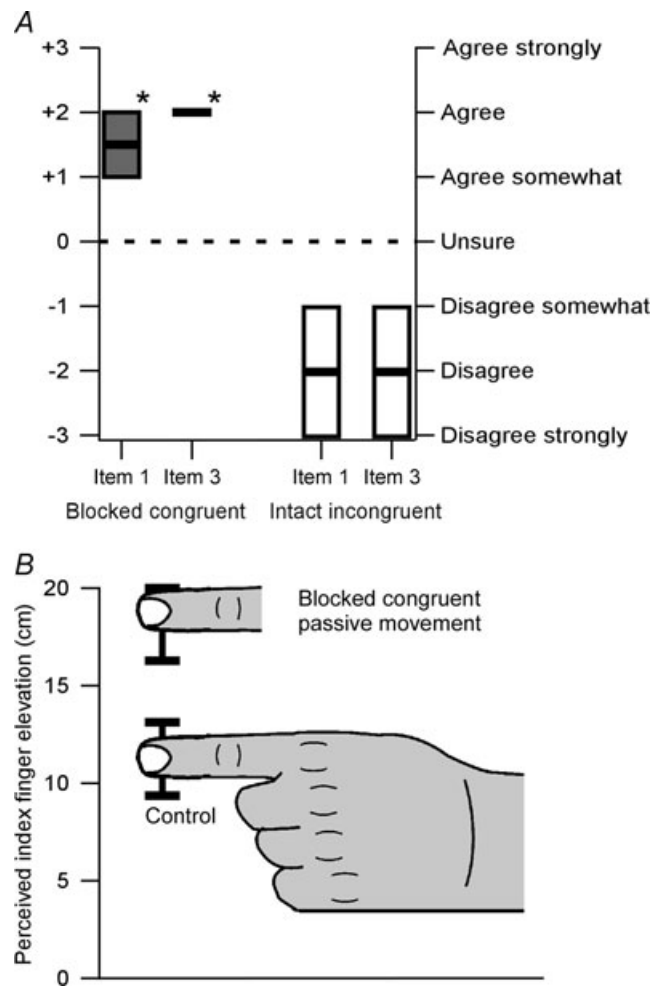 A
+3
Agree strongly
* *
+2
Agree
+1
Agree somewhat
0
Unsure
-1
Disagree somewhat
-2
Disagree
-3
Disagree strongly
Item 1 Item 3 Item 1 Item 3
Blocked congruent Intact incongruent
B
Perceived index finger elevation (cm)
20
Blocked congruent
passive movement
15
10
Control
5
0